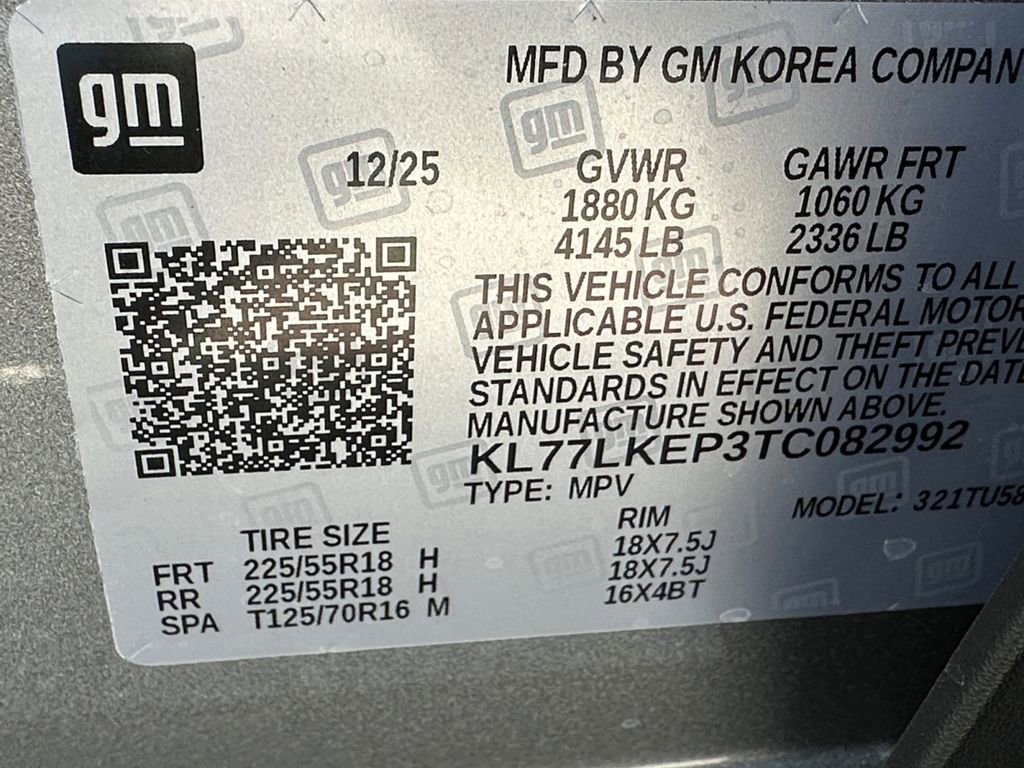 gm
MFD BY GM KOREA COMPAN
12/25
GVWR GAWR FRT
1880 KG 1060 KG
4145 LB 2336 LB
THIS VEHICLE CONFORMS TO ALL
APPLICABLE U.S. FEDERAL MOTOR
VEHICLE SAFETY AND THEFT PREVE
STANDARDS IN EFFECT ON THE DATE
MANUFACTURE SHOWN ABOVE.
KL77LKEP3TC082992
TYPE: MPV MODEL: 321TU58
TIRE SIZE RIM
FRT 225/55R18 H 18X7.5J
RR 225/55R18 H 18X7.5J
SPA T125/70R16 M 16X4BT